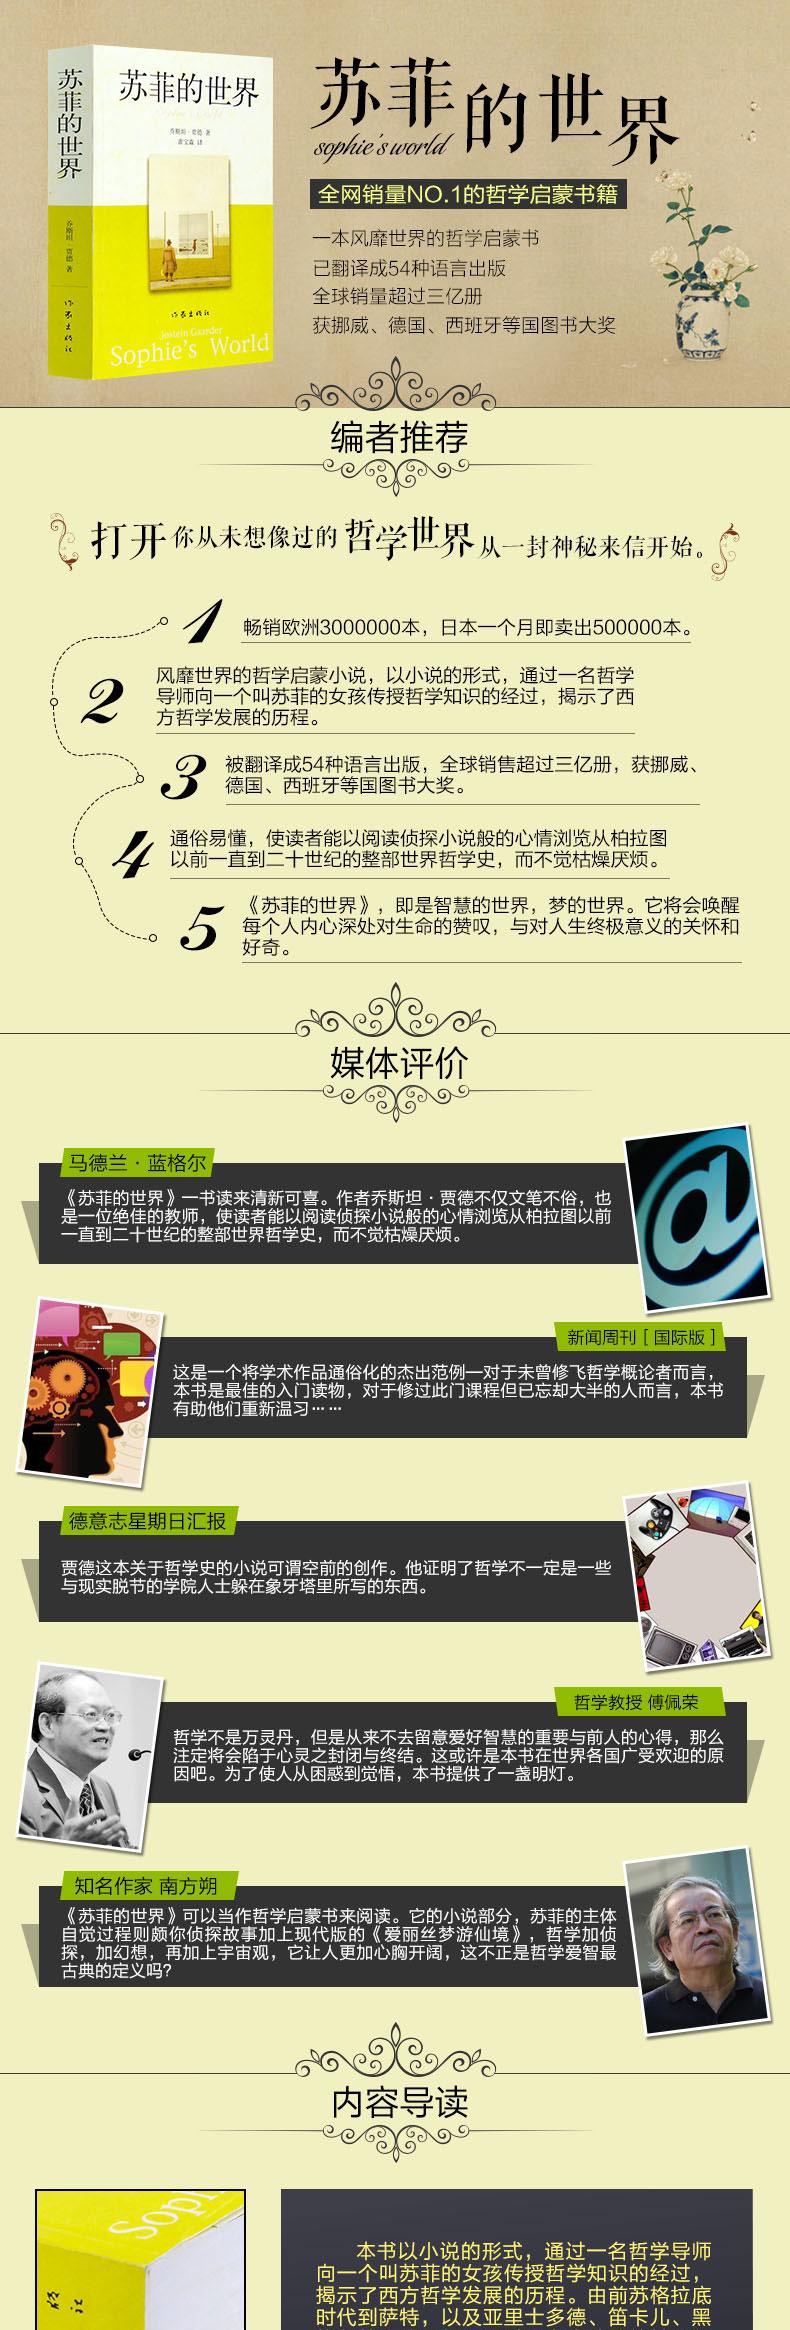 苏菲的世界
苏菲的世界
乔斯坦·贾德 著
萧宝森 译
乔斯坦 贾德 著
作家出版社
作家出版社
Jostein Gaarder
Sophie's World
苏菲的世界
sophie's world
全网销量NO.1的哲学启蒙书籍
一本风靡世界的哲学启蒙书
已翻译成54种语言出版
全球销量超过三亿册
获挪威、德国、西班牙等国图书大奖
编者推荐
打开你从未想像过的哲学世界从一封神秘来信开始。
1
畅销欧洲3000000本，日本一个月即卖出500000本。
2
风靡世界的哲学启蒙小说，以小说的形式，通过一名哲学
导师向一个叫苏菲的女孩传授哲学知识的经过，揭示了西
方哲学发展的历程。
3
被翻译成54种语言出版，全球销售超过三亿册，获挪威、
德国、西班牙等国图书大奖。
4
通俗易懂，使读者能以阅读侦探小说般的心情浏览从柏拉图
以前一直到二十世纪的整部世界哲学史，而不觉枯燥厌烦。
5
《苏菲的世界》，即是智慧的世界，梦的世界。它将会唤醒
每个人内心深处对生命的赞叹，与对人生终极意义的关怀和
好奇。
媒体评价
马德兰·蓝格尔
《苏菲的世界》一书读来清新可喜。作者乔斯坦·贾德不仅文笔不俗，也
是一位绝佳的教师，使读者能以阅读侦探小说般的心情浏览从柏拉图以前
一直到二十世纪的整部世界哲学史，而不觉枯燥厌烦。
@
新闻周刊［国际版］
这是一个将学术作品通俗化的杰出范例—对于未曾修飞哲学概论者而言，
本书是最佳的入门读物，对于修过此门课程但已忘却大半的人而言，本书
有助他们重新温习……
德意志星期日汇报
贾德这本关于哲学史的小说可谓空前的创作。他证明了哲学不一定是一些
与现实脱节的学院人士躲在象牙塔里所写的东西。
哲学教授 傅佩荣
哲学不是万灵丹，但是从来不去留意爱好智慧的重要与前人的心得，那么
注定将会陷于心灵之封闭与终结。这或许是本书在世界各国广受欢迎的原
因吧。为了使人从困惑到觉悟，本书提供了一盏明灯。
知名作家 南方朔
《苏菲的世界》可以当作哲学启蒙书来阅读。它的小说部分，苏菲的主体
自觉过程则颇你侦探故事加上现代版的《爱丽丝梦游仙境》，哲学加侦
探，加幻想，再加上宇宙观，它让人更加心胸开阔，这不正是哲学爱智最
古典的定义吗？
内容导读
Soph
版社
本书以小说的形式，通过一名哲学导师
向一个叫苏菲的女孩传授哲学知识的经过，
揭示了西方哲学发展的历程。由前苏格拉底
时代到萨特，以及亚里士多德、笛卡儿、黑